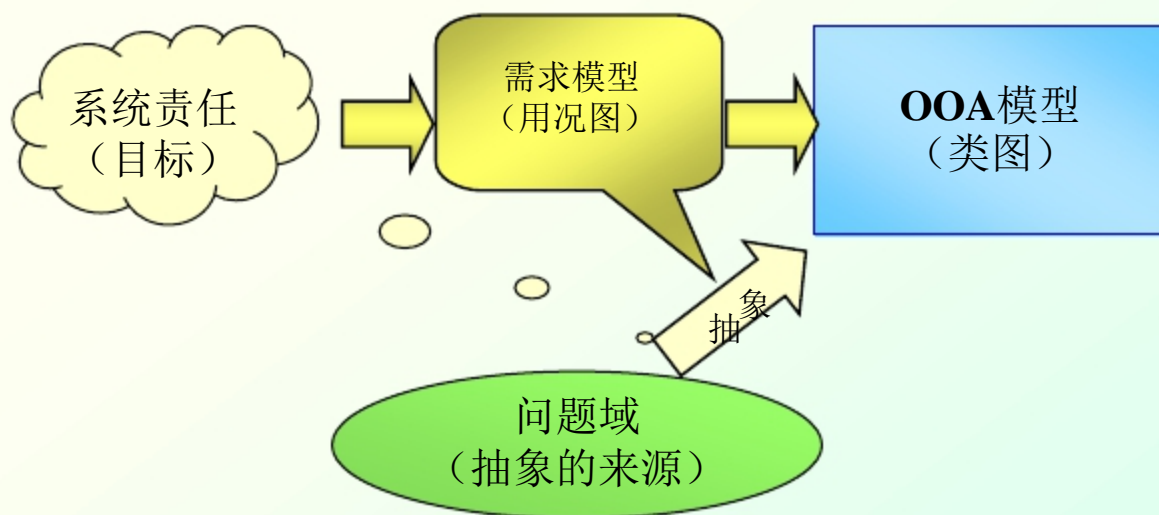 系统责任
（目标）
需求模型
（用况图）
OOA模型
（类图）
抽象
问题域
（抽象的来源）